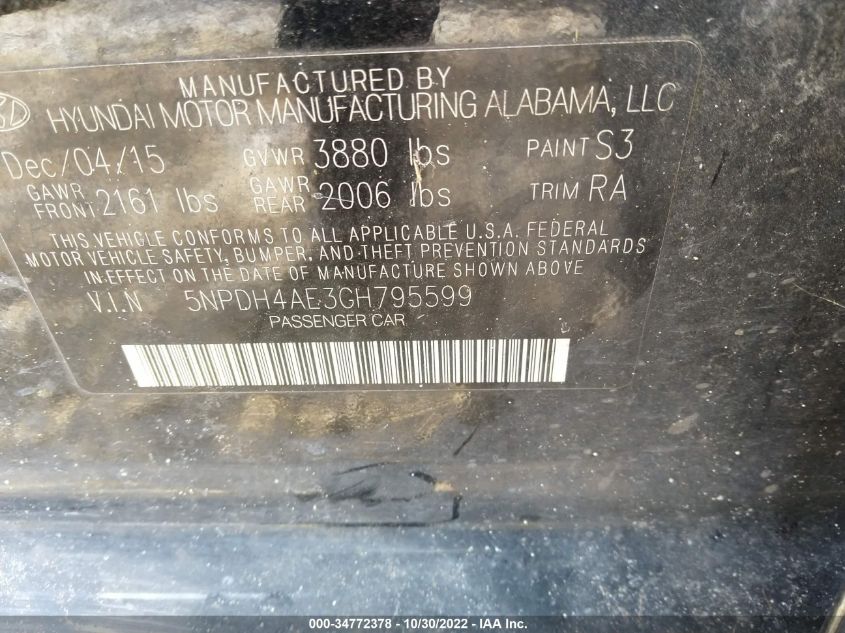 MANUFACTURED BY
HYUNDAI MOTOR MANUFACTURING ALABAMA, LLC
Dec/04/15 GVWR 3880 lbs PAINT S3
GAWR FRONT 2161 lbs GAWR REAR 2006 lbs TRIM RA
THIS VEHICLE CONFORMS TO ALL APPLICABLE U.S.A. FEDERAL
MOTOR VEHICLE SAFETY, BUMPER, AND THEFT PREVENTION STANDARDS
IN EFFECT ON THE DATE OF MANUFACTURE SHOWN ABOVE
V.I.N 5NPDH4AE3GH795599
PASSENGER CAR
000-34772378 - 10/30/2022 - IAA Inc.